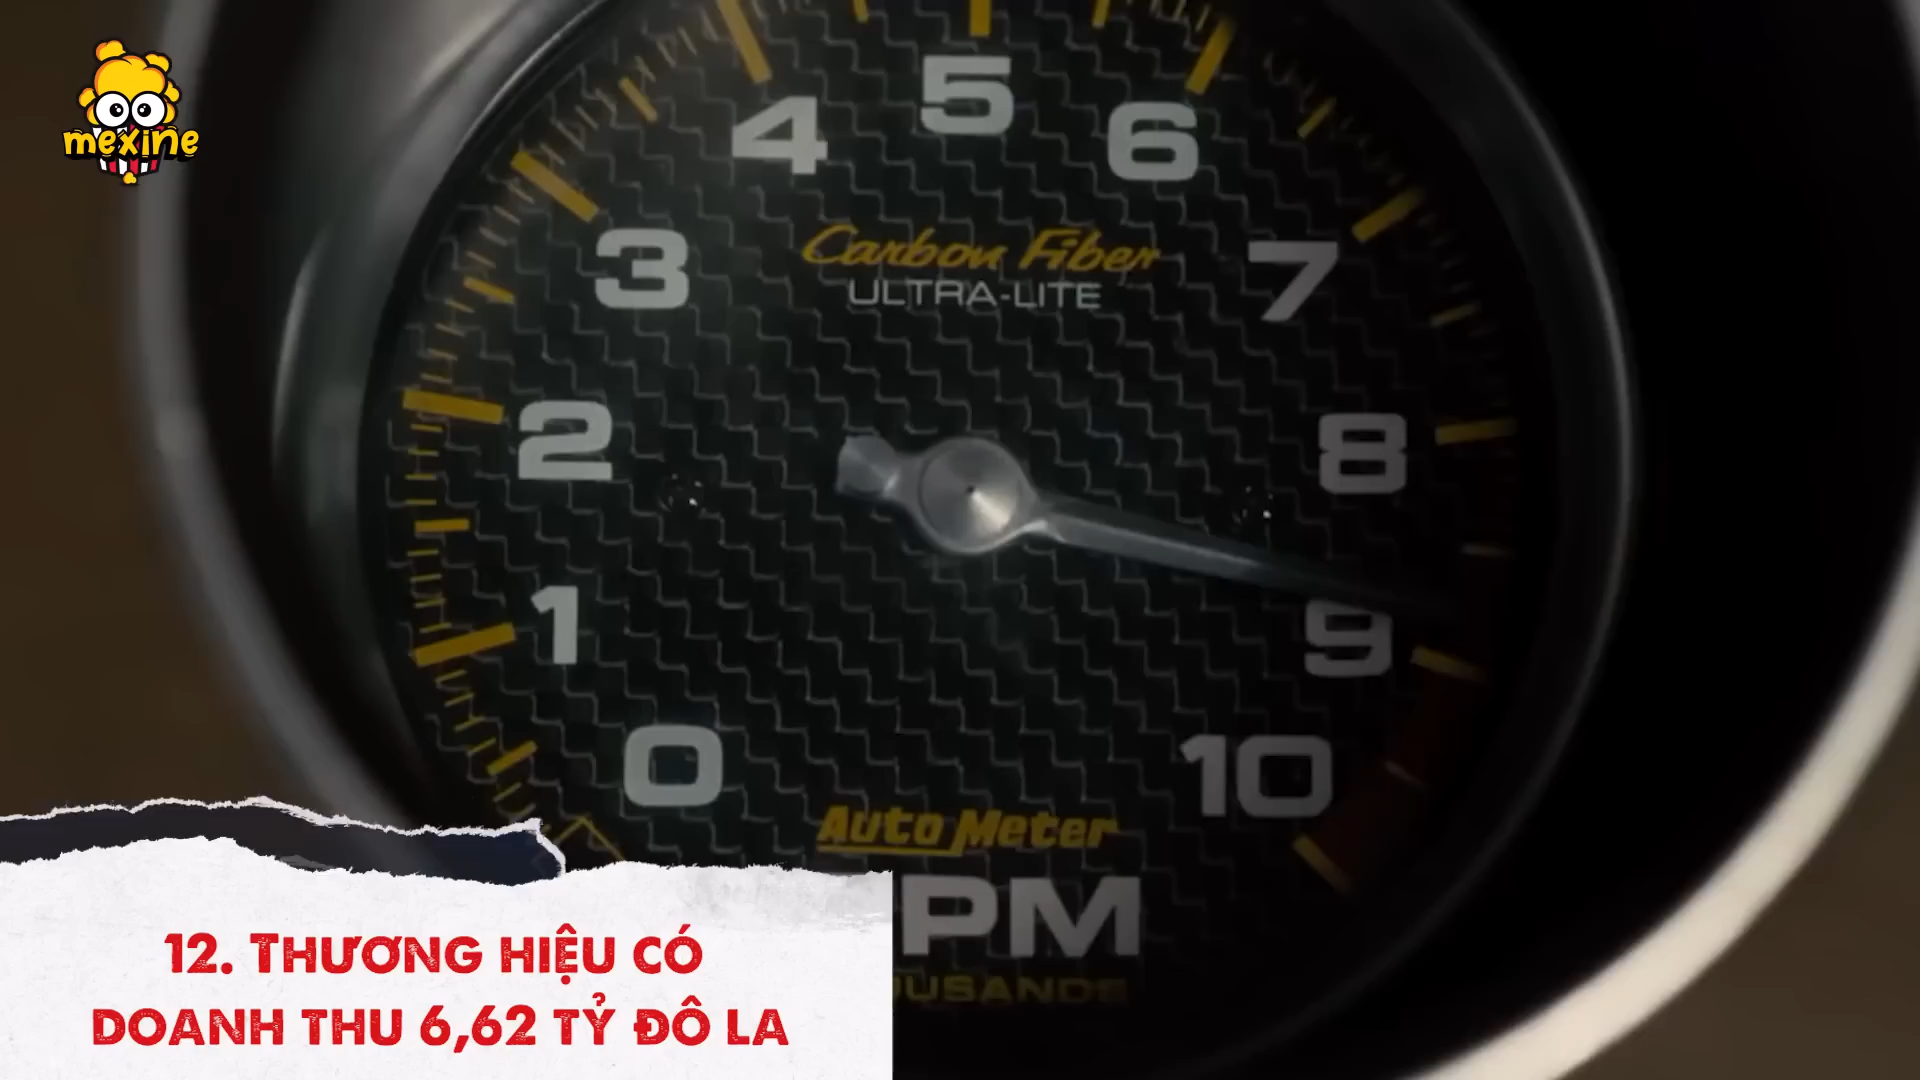 mexine
5
4
6
3
Carbon Fiber
7
ULTRA-LITE
2
8
1
9
0
10
Auto Meter
PM
OUSANDS
12. THƯƠNG HIỆU CÓ
DOANH THU 6,62 TỶ ĐÔ LA